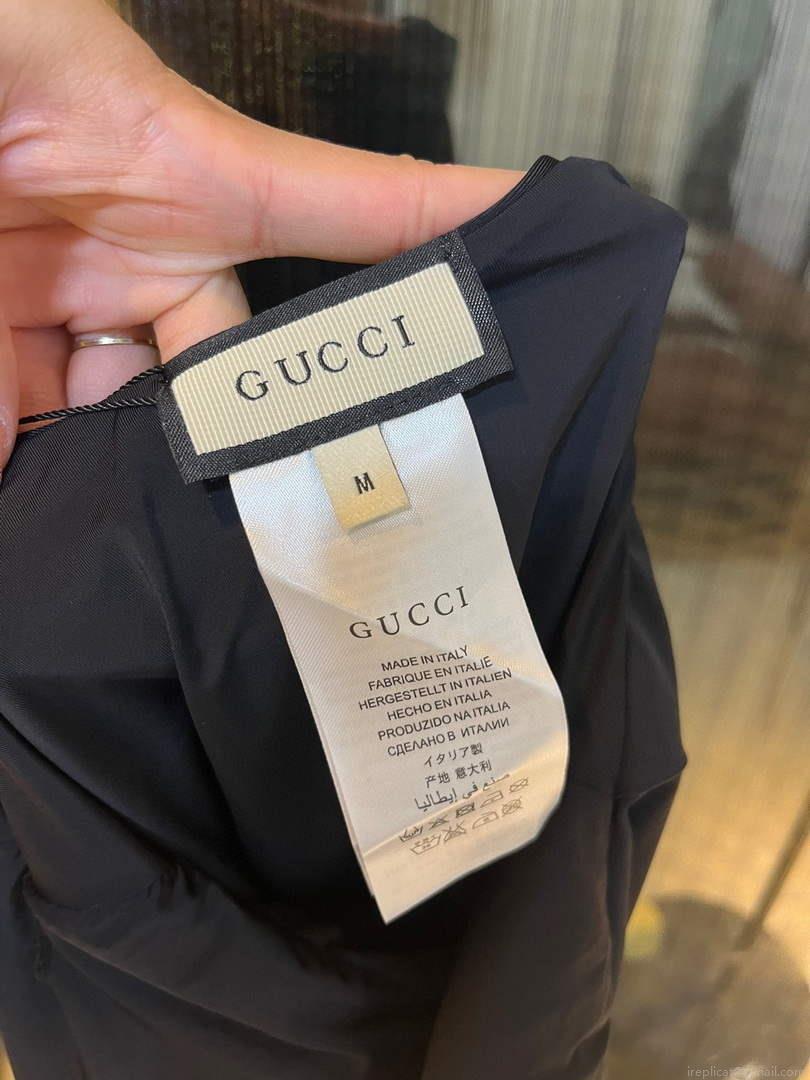 GUCCI
M
GUCCI
MADE IN ITALY
FABRIQUE EN ITALIE
HERGESTELLT IN ITALIEN
HECHO EN ITALIA
PRODUZIDO NA ITALIA
СДЕЛАНО В ИТАЛИИ
イタリア製
产地 意大利
صنع في إيطاليا